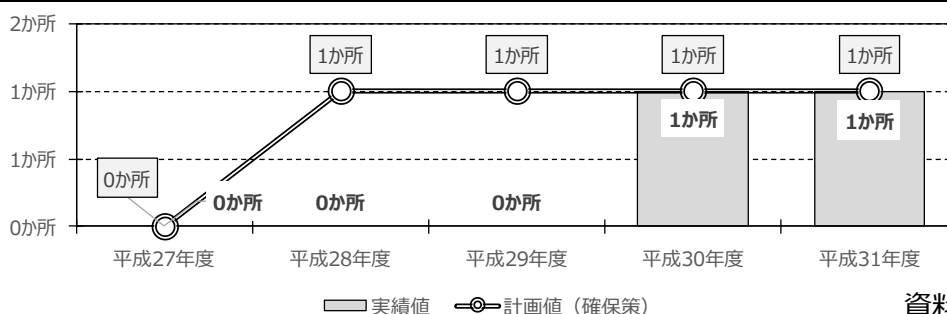 2か所
1か所
1か所
0か所
0か所
1か所
1か所
1か所
1か所
0か所
0か所
0か所
1か所
1か所
平成27年度
平成28年度
平成29年度
平成30年度
平成31年度
実績値
計画値（確保策）
資料